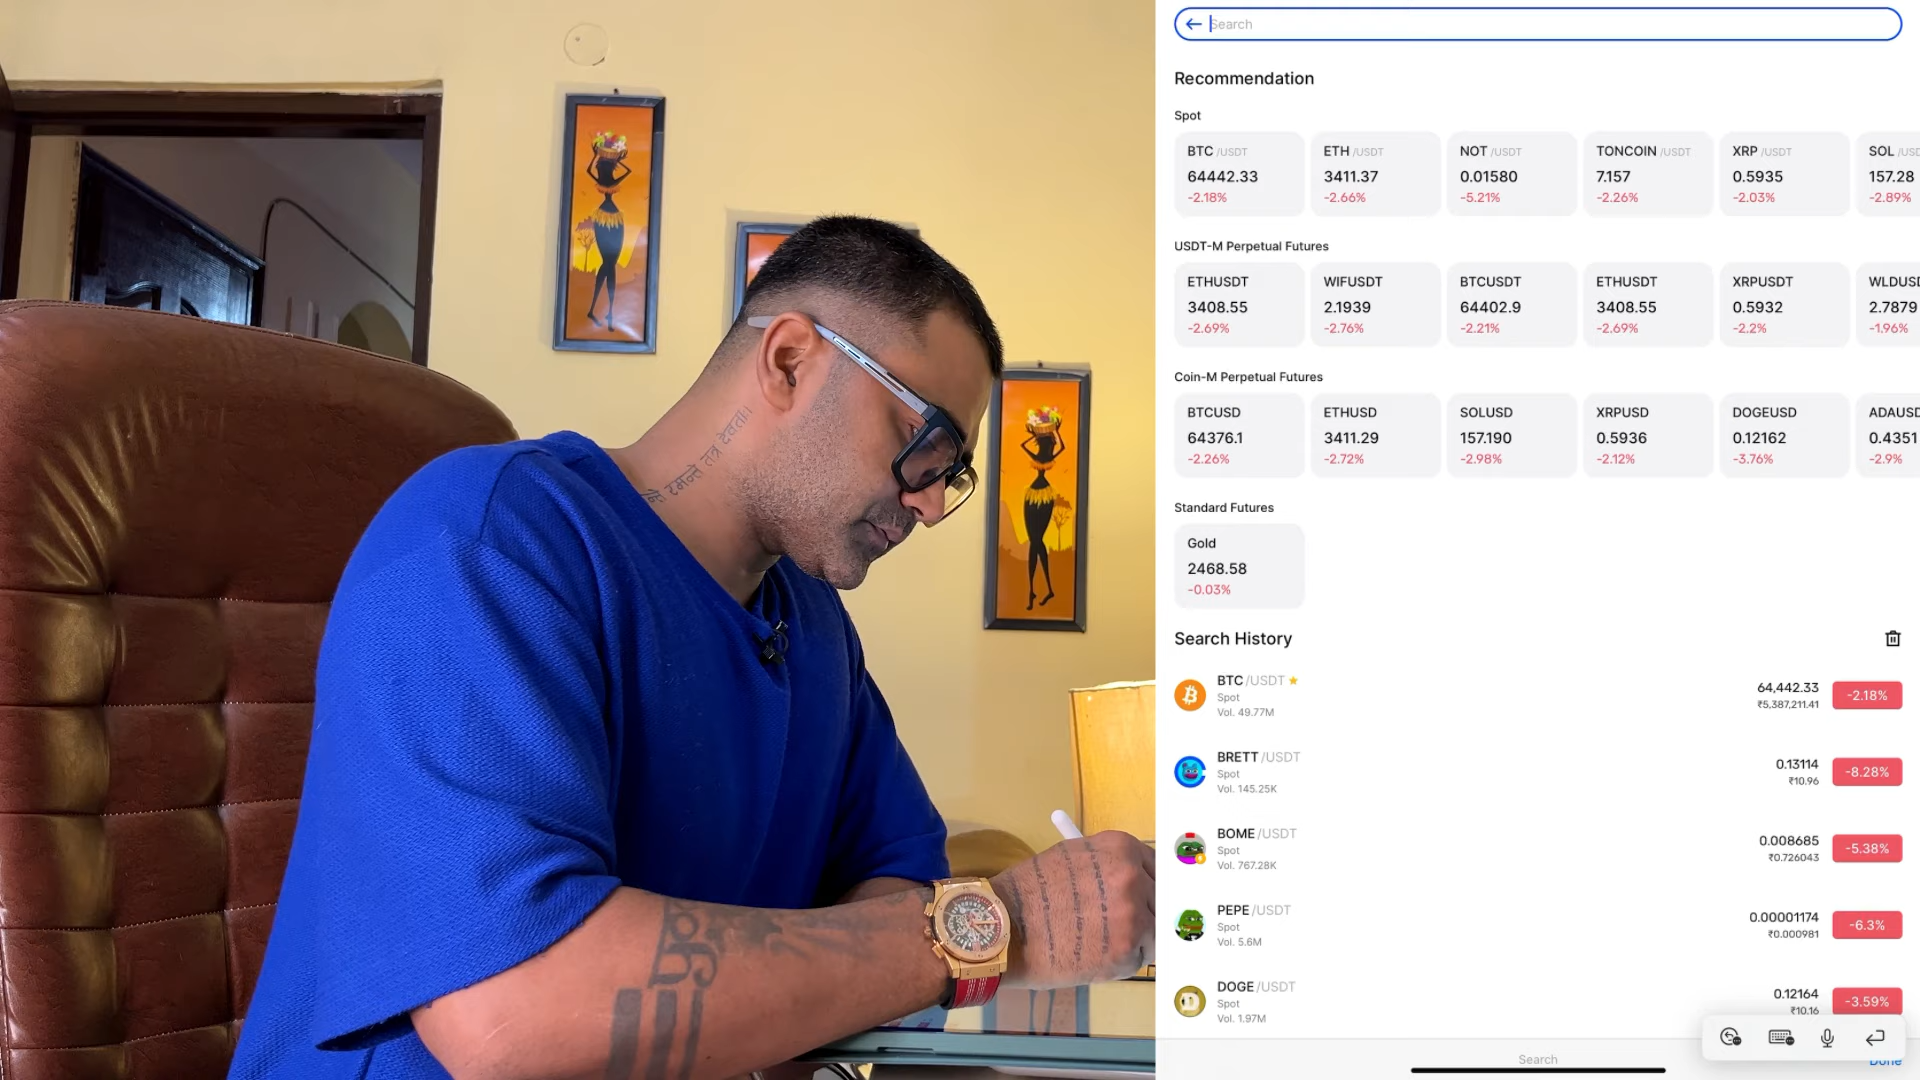 Search
Recommendation
Spot
BTC /USDT
64442.33
-2.18%
ETH /USDT
3411.37
-2.66%
NOT /USDT
0.01580
-5.21%
TONCOIN /USDT
7.157
-2.26%
XRP /USDT
0.5935
-2.03%
SOL /USD
157.28
-2.89%
USDT-M Perpetual Futures
ETHUSDT
3408.55
-2.69%
WIFUSDT
2.1939
-2.76%
BTCUSDT
64402.9
-2.21%
ETHUSDT
3408.55
-2.69%
XRPUSDT
0.5932
-2.2%
WLDUSD
2.7879
-1.96%
Coin-M Perpetual Futures
BTCUSD
64376.1
-2.26%
ETHUSD
3411.29
-2.72%
SOLUSD
157.190
-2.98%
XRPUSD
0.5936
-2.12%
DOGEUSD
0.12162
-3.76%
ADAUSD
0.4351
-2.9%
Standard Futures
Gold
2468.58
-0.03%
Search History
BTC /USDT
Spot
Vol. 49.77M
64,442.33
₹5,387,211.41
-2.18%
BRETT /USDT
Spot
Vol. 145.25K
0.13114
₹10.96
-8.28%
BOME /USDT
Spot
Vol. 767.28K
0.008685
₹0.726043
-5.38%
PEPE /USDT
Spot
Vol. 5.6M
0.00001174
₹0.000981
-6.3%
DOGE /USDT
Spot
Vol. 1.97M
0.12164
₹10.16
-3.59%
Search
Done
रमन्ते तत्र देवताः